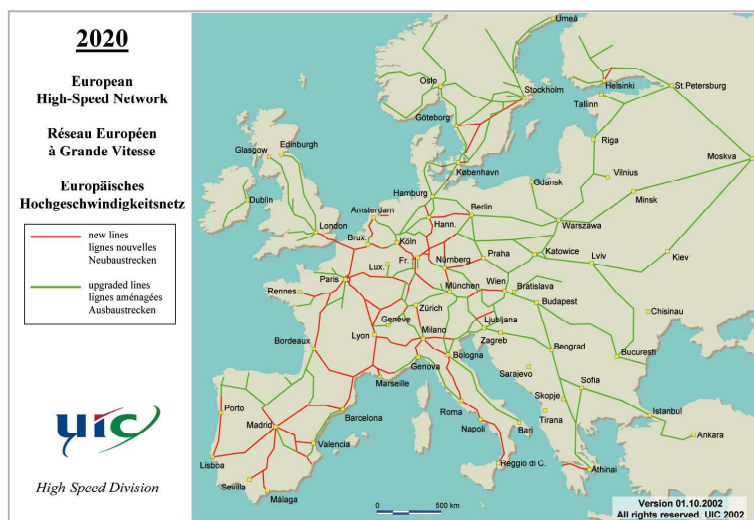 2020
European
High-Speed Network
Réseau Européen
à Grande Vitesse
Europäisches
Hochgeschwindigkeitsnetz
new lines
lignes nouvelles
Neubaustrecken
upgraded lines
lignes aménagées
Ausbaustrecken
uic
High Speed Division
Umeå
Oslo
Stockholm
Helsinki
St.Petersburg
Tallinn
Göteborg
Glasgow
Edinburgh
Riga
Moskva
København
Vilnius
Dublin
Hamburg
Gdańsk
Minsk
Amsterdam
Hann.
Berlin
London
Warszawa
Brux.
Köln
Katowice
Lviv
Kiev
Lux.
Fr.
Praha
Nürnberg
Paris
Rennes
München
Wien
Bratislava
Budapest
Zürich
Chisinau
Genève
Ljubljana
Lyon
Milano
Zagreb
Bordeaux
Bologna
Beograd
Bucuresti
Genova
Sarajevo
Marseille
Sofia
Porto
Roma
Skopje
Barcelona
Istanbul
Madrid
Tirana
Napoli
Bari
Ankara
Valencia
Lisboa
Reggio di C.
Athinai
Sevilla
Málaga
0
500 km
Version 01.10.2002
All rights reserved. UIC 2002